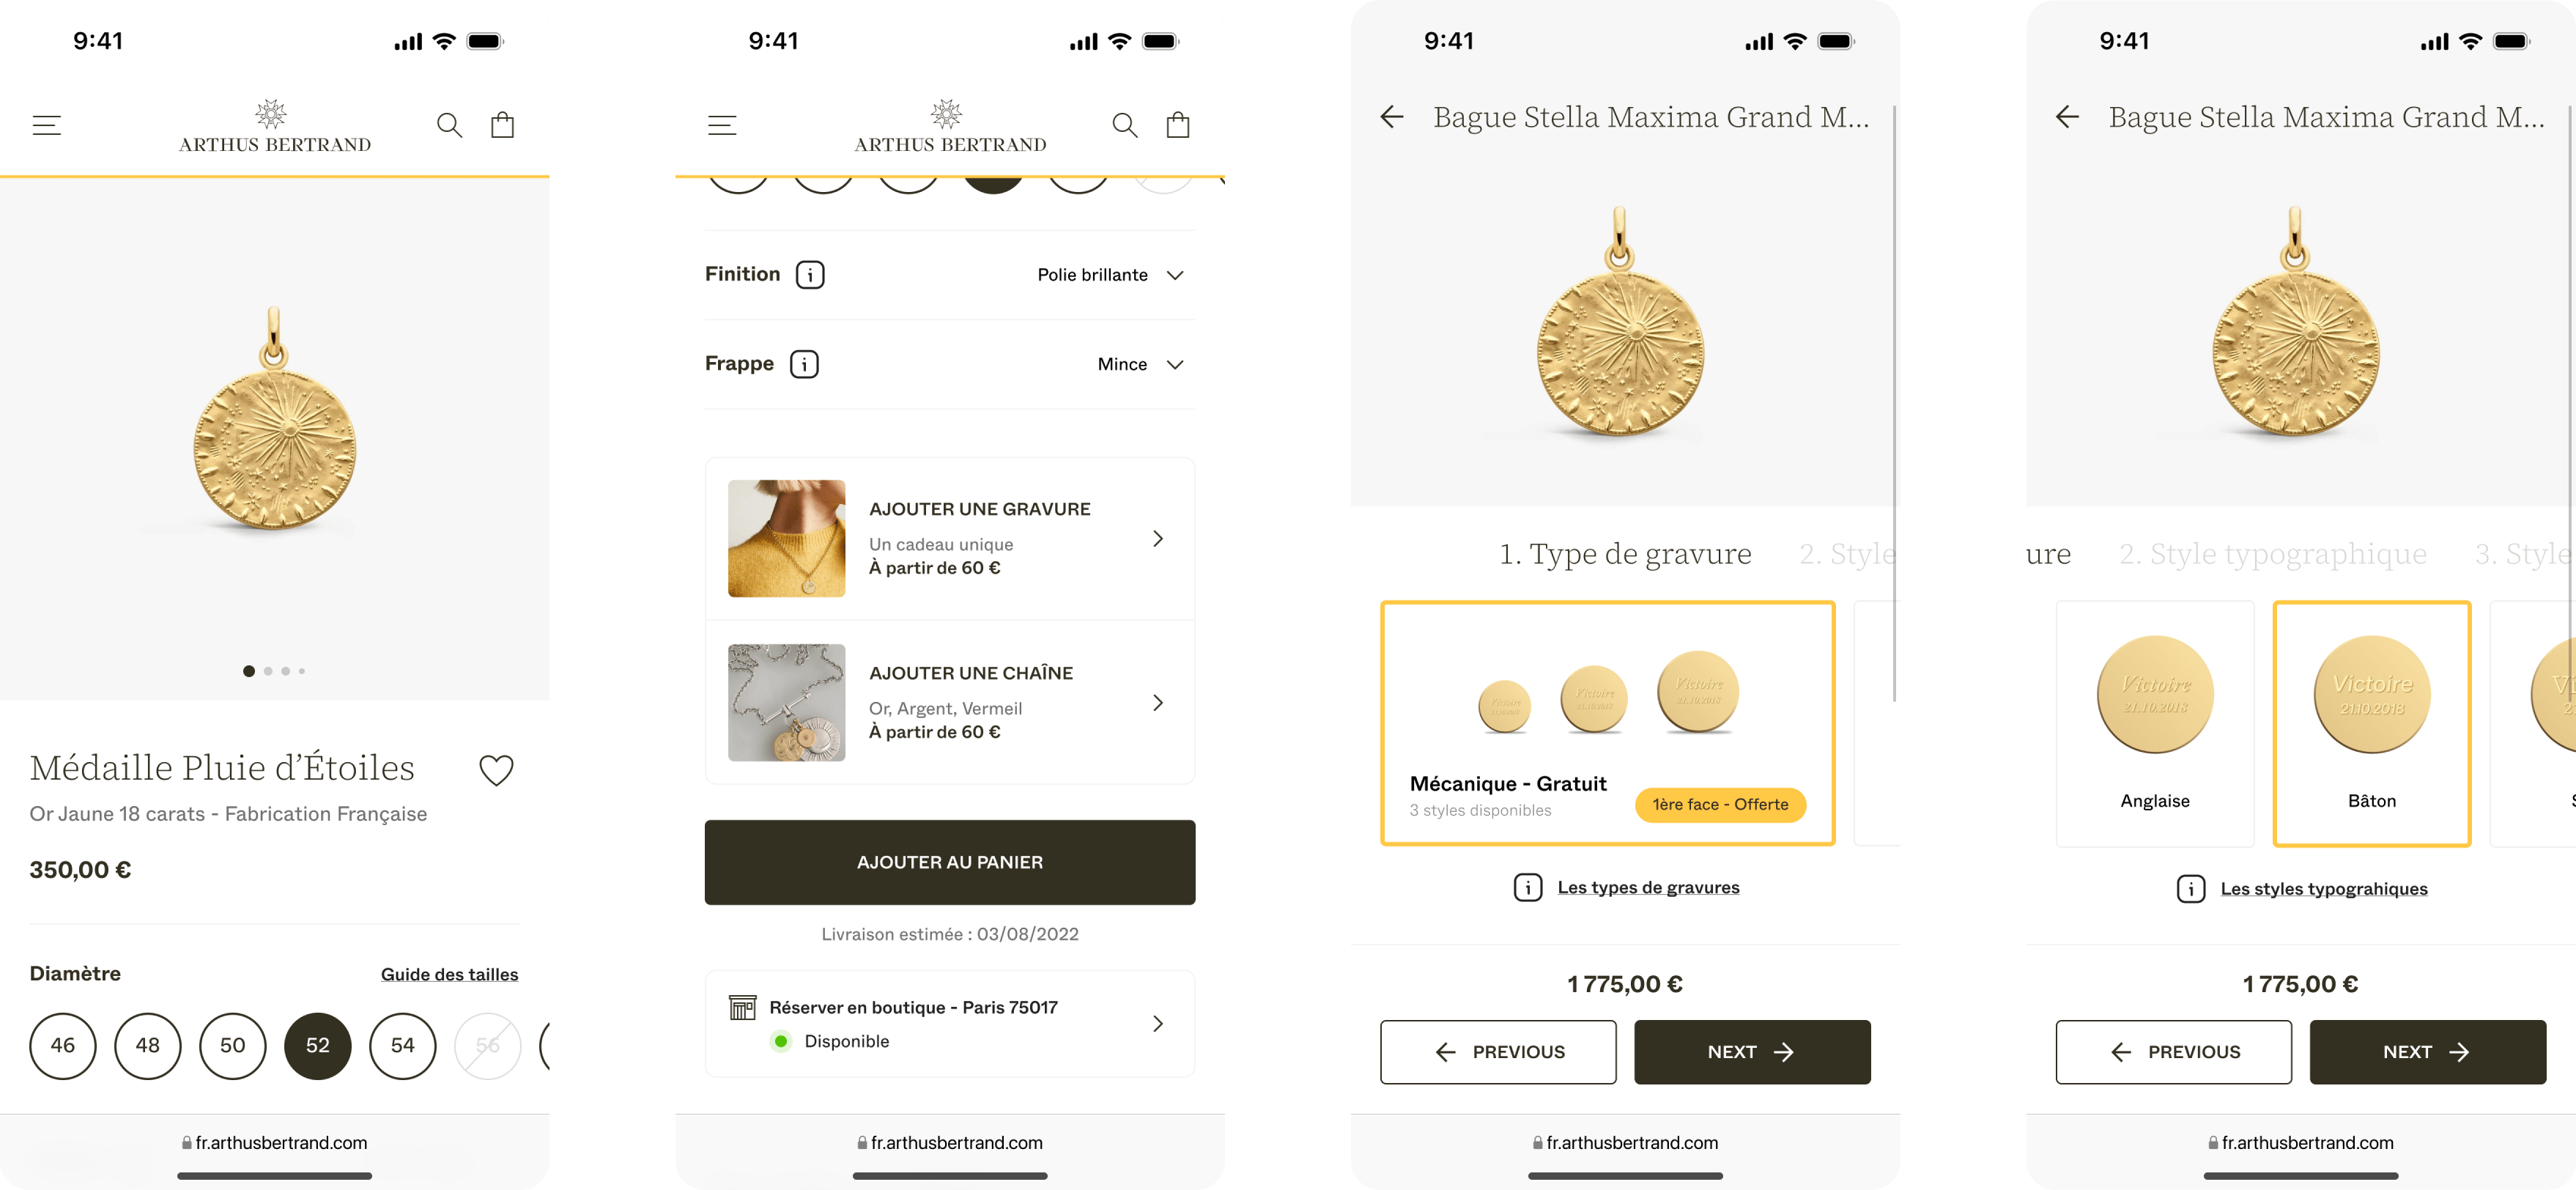 9:41
ARTHUS BERTRAND
Médaille Pluie d’Étoiles
Or Jaune 18 carats - Fabrication Française
350,00 €
Diamètre
Guide des tailles
46 48 50 52 54 56
fr.arthusbertrand.com
9:41
ARTHUS BERTRAND
Finition
Polie brillante
Frappe
Mince
AJOUTER UNE GRAVURE
Un cadeau unique
À partir de 60 €
AJOUTER UNE CHAÎNE
Or, Argent, Vermeil
À partir de 60 €
AJOUTER AU PANIER
Livraison estimée : 03/08/2022
Réserver en boutique - Paris 75017
Disponible
fr.arthusbertrand.com
9:41
Bague Stella Maxima Grand M...
1. Type de gravure
2. Style
Victoire
21.10.2018
Victoire
21.10.2018
Mécanique - Gratuit
3 styles disponibles
1ère face - Offerte
Les types de gravures
1 775,00 €
PREVIOUS
NEXT
fr.arthusbertrand.com
9:41
Bague Stella Maxima Grand M...
ure
2. Style typographique
3. Style
Victoire
21.10.2018
Anglaise
Victoire
21.10.2018
Bâton
Les styles typograhiques
1 775,00 €
PREVIOUS
NEXT
fr.arthusbertrand.com